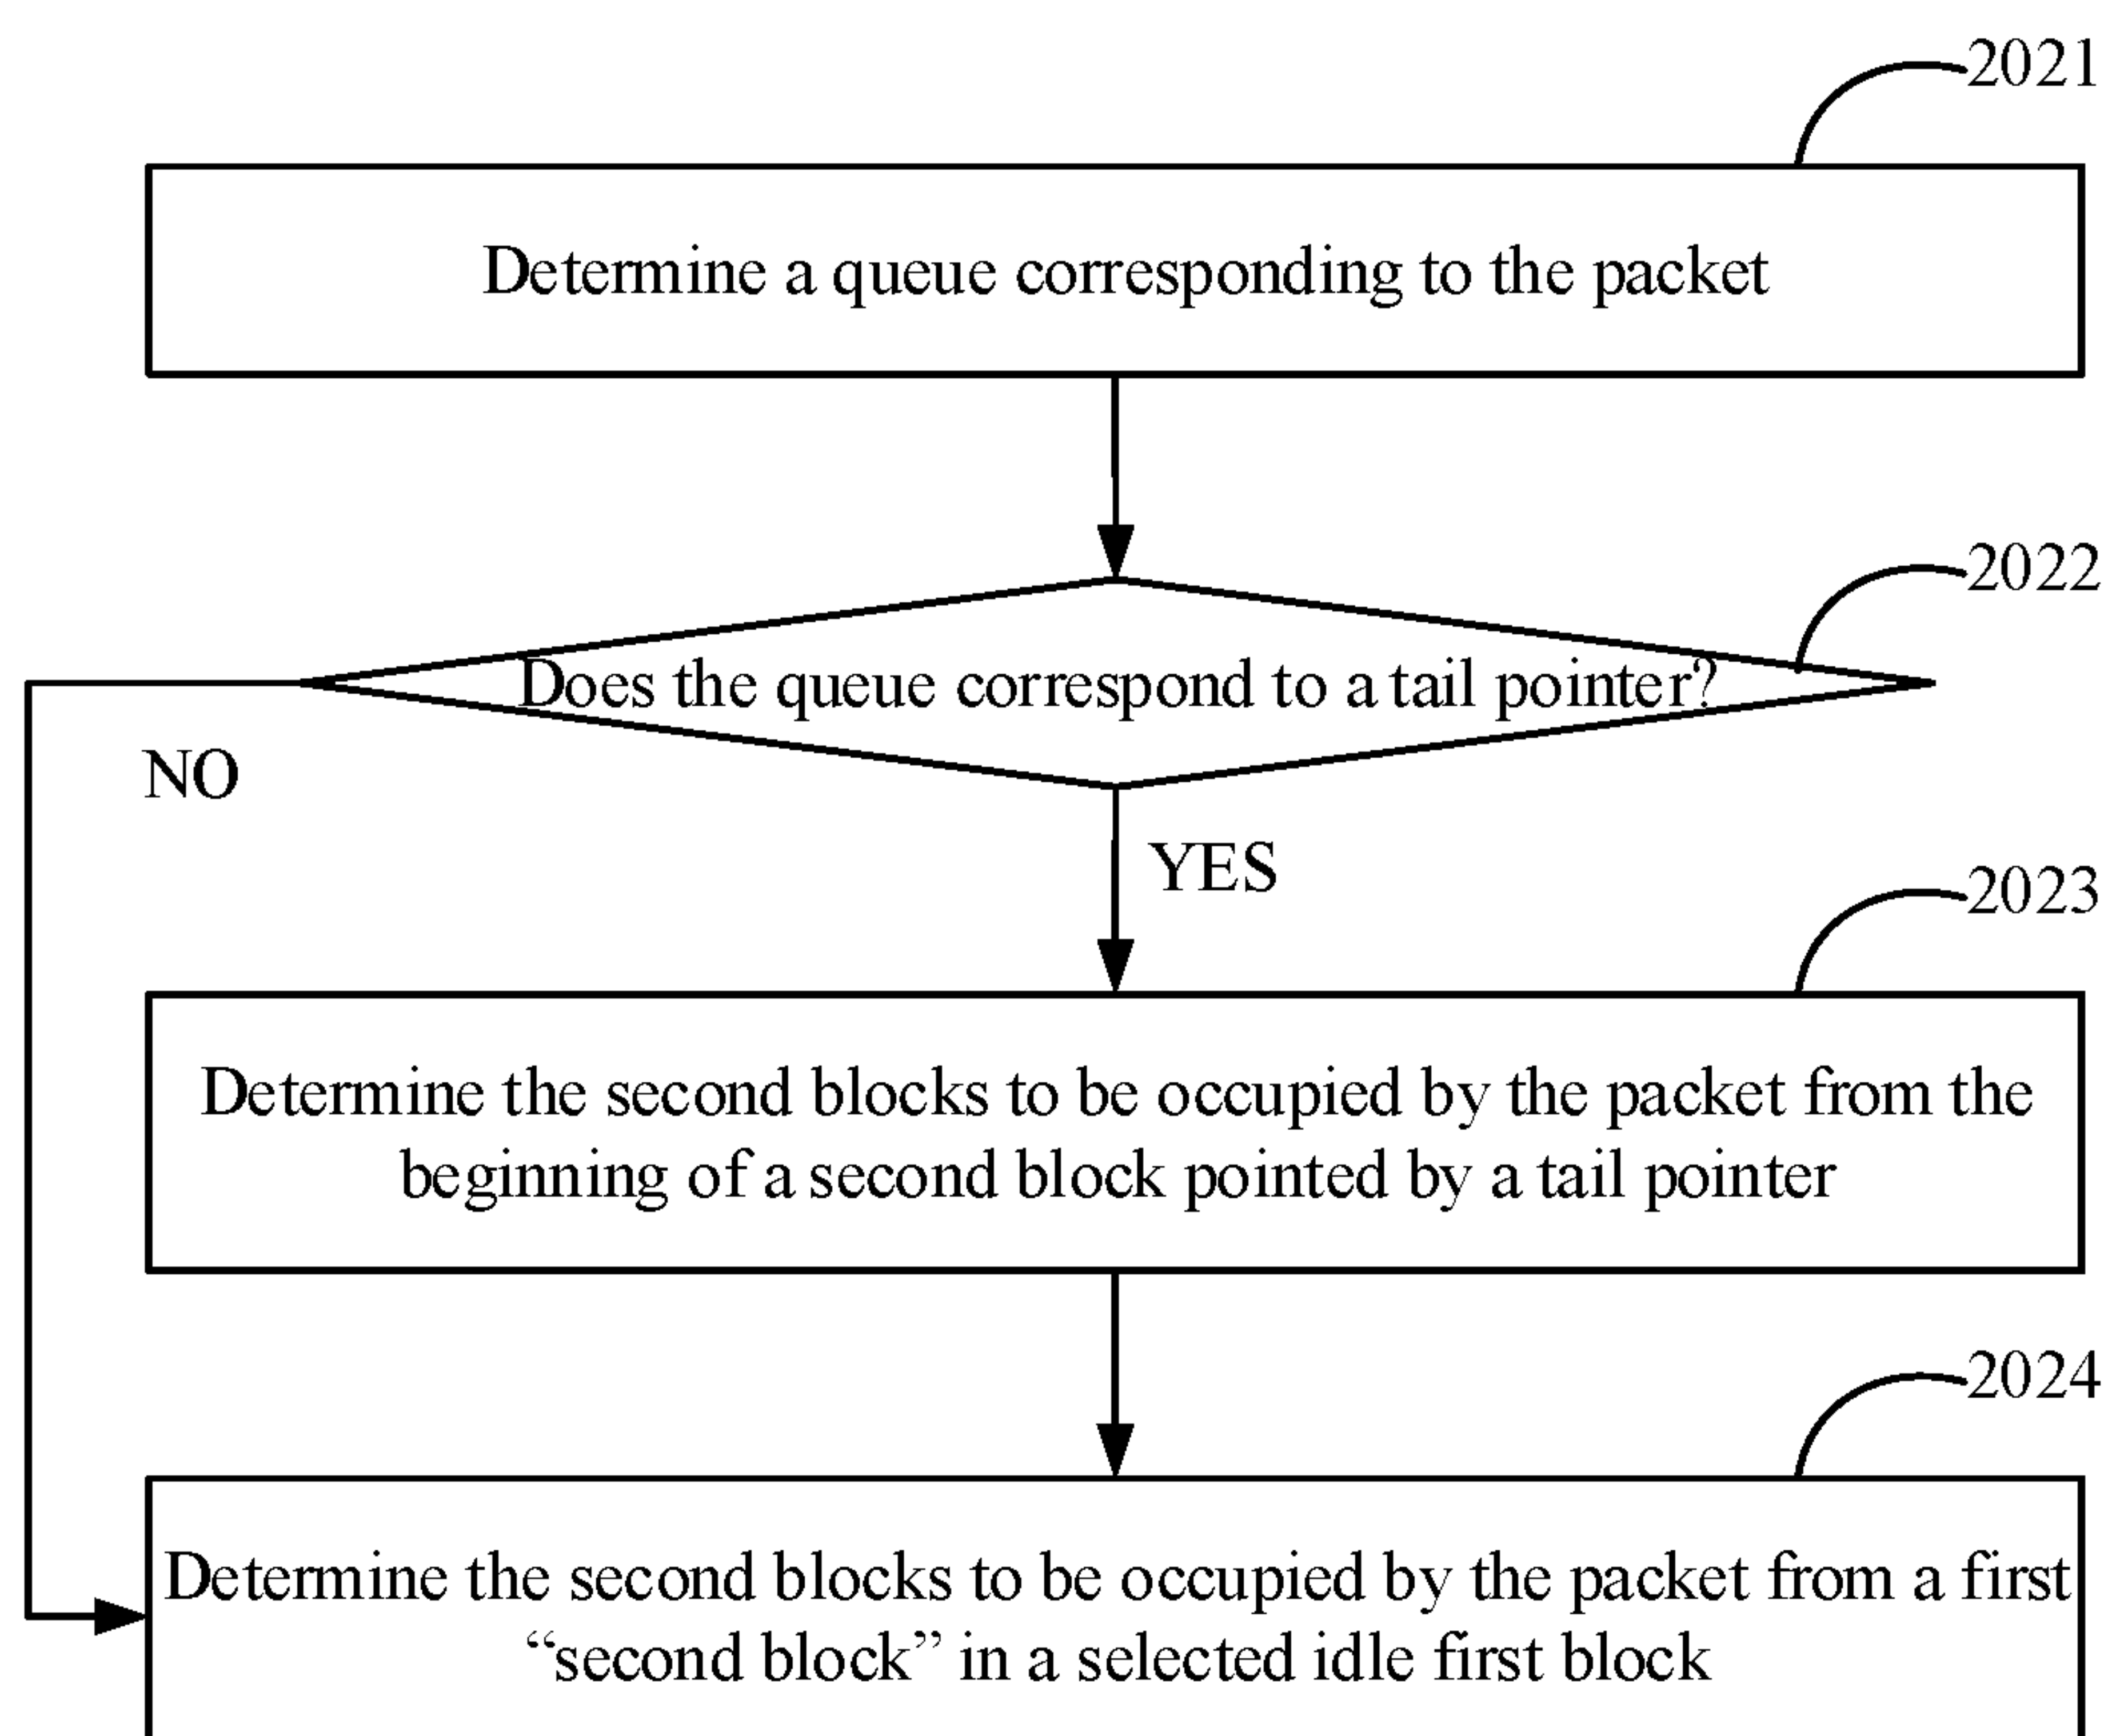 2021
Determine a queue corresponding to the packet
2022
Does the queue correspond to a tail pointer?
NO
YES
2023
Determine the second blocks to be occupied by the packet from the
beginning of a second block pointed by a tail pointer
2024
Determine the second blocks to be occupied by the packet from a first
“second block” in a selected idle first block